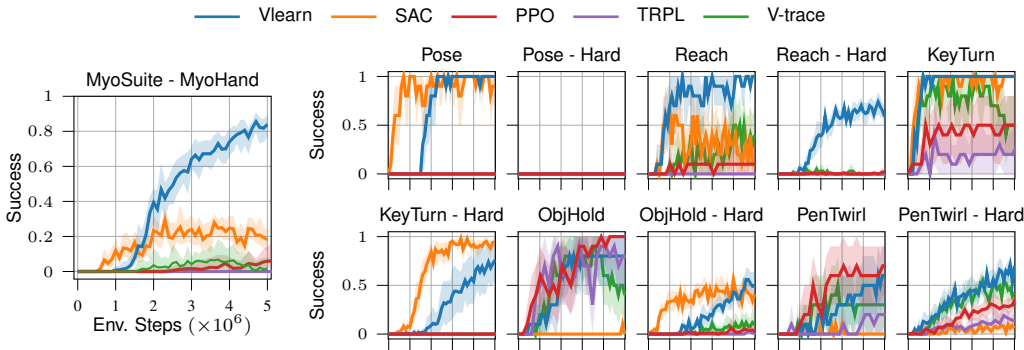 Vlearn SAC PPO TRPL V-trace
MyoSuite - MyoHand
Success
1
0.8
0.6
0.4
0.2
0
0 1 2 3 4 5
Env. Steps (×10⁶)
Pose Pose - Hard Reach Reach - Hard KeyTurn
Success
1
0.5
0
KeyTurn - Hard ObjHold ObjHold - Hard PenTwirl PenTwirl - Hard
Success
1
0.5
0